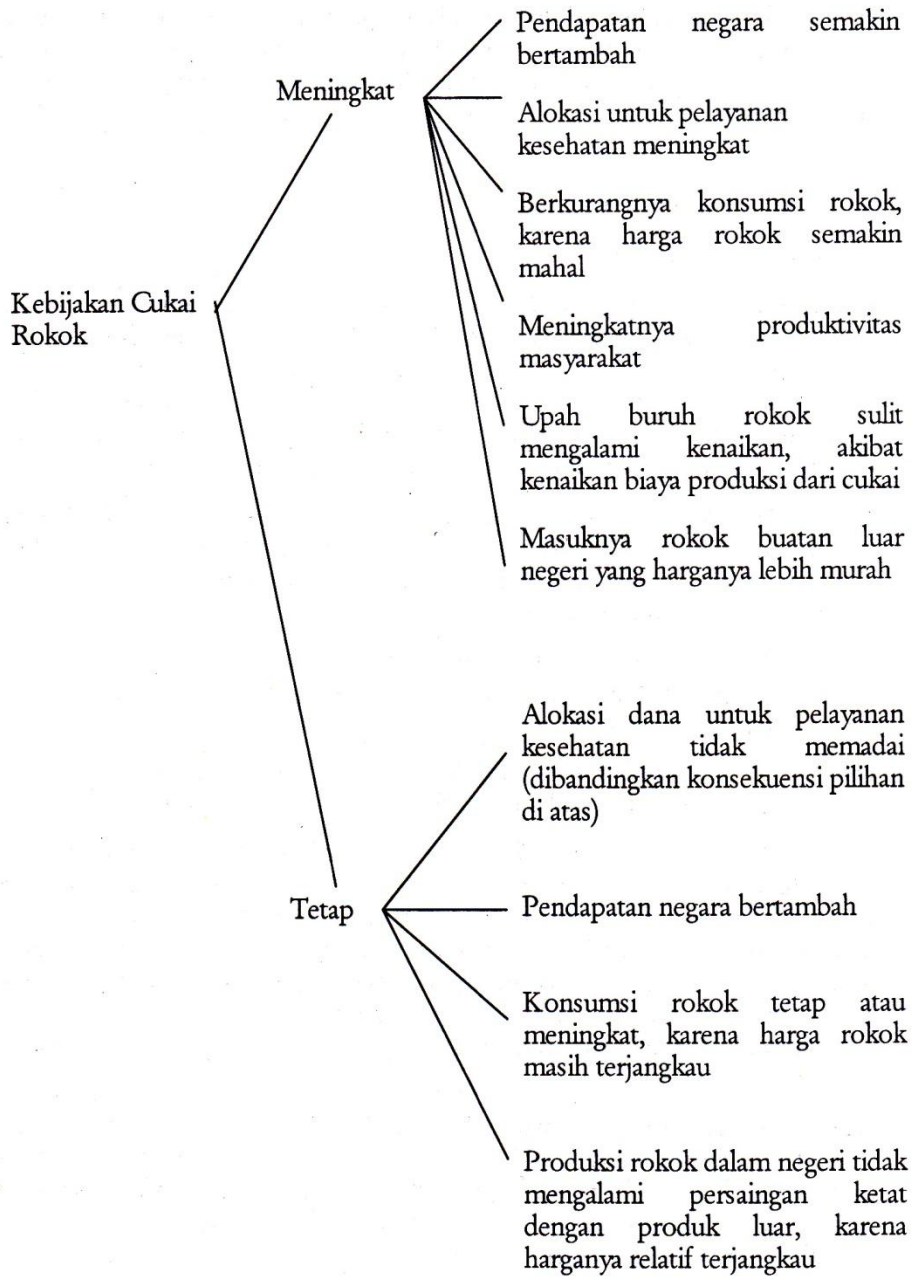 Pendapatan negara semakin
bertambah
Meningkat
Alokasi untuk pelayanan
kesehatan meningkat
Berkurangnya konsumsi rokok,
karena harga rokok semakin
mahal
Kebijakan Cukai
Rokok
Meningkatnya produktivitas
masyarakat
Upah buruh rokok sulit
mengalami kenaikan, akibat
kenaikan biaya produksi dari cukai
Masuknya rokok buatan luar
negeri yang harganya lebih murah
Alokasi dana untuk pelayanan
kesehatan tidak memadai
(dibandingkan konsekuensi pilihan
di atas)
Tetap
Pendapatan negara bertambah
Konsumsi rokok tetap atau
meningkat, karena harga rokok
masih terjangkau
Produksi rokok dalam negeri tidak
mengalami persaingan ketat
dengan produk luar, karena
harganya relatif terjangkau